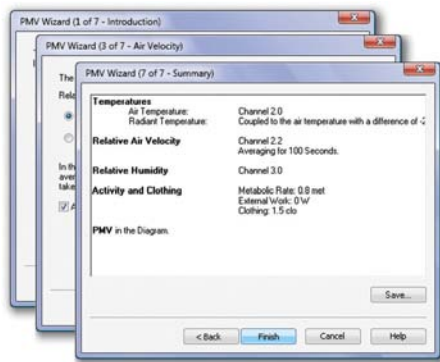 PMV Wizard (1 of 7 - Introduction)
PMV Wizard (3 of 7 - Air Velocity)
The
Rela
In th
aver
take
A
PMV Wizard (7 of 7 - Summary)
Temperatures
Air Temperature: Channel 2.0
Radiant Temperature: Coupled to the air temperature with a difference of -2
Relative Air Velocity Channel 2.2
Averaging for 100 Seconds.
Relative Humidity Channel 3.0
Activity and Clothing Metabolic Rate: 0.8 met
External Work: 0 W
Clothing: 1.5 clo
PMV in the Diagram.
Save...
< Back Finish Cancel Help